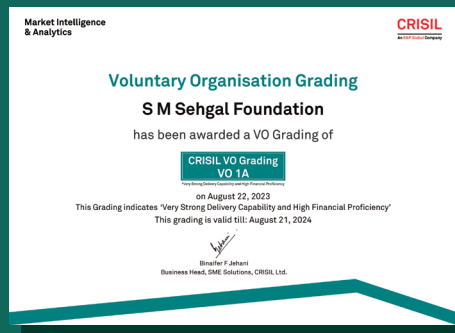 Market Intelligence
& Analytics
CRISIL
An S&P Global Company
Voluntary Organisation Grading
S M Sehgal Foundation
has been awarded a VO Grading of
CRISIL VO Grading
VO 1A
*Very Strong Delivery Capability and High Financial Proficiency
on August 22, 2023
This Grading indicates 'Very Strong Delivery Capability and High Financial Proficiency'
This grading is valid till: August 21, 2024
Binaifer F Jehani
Business Head, SME Solutions, CRISIL Ltd.